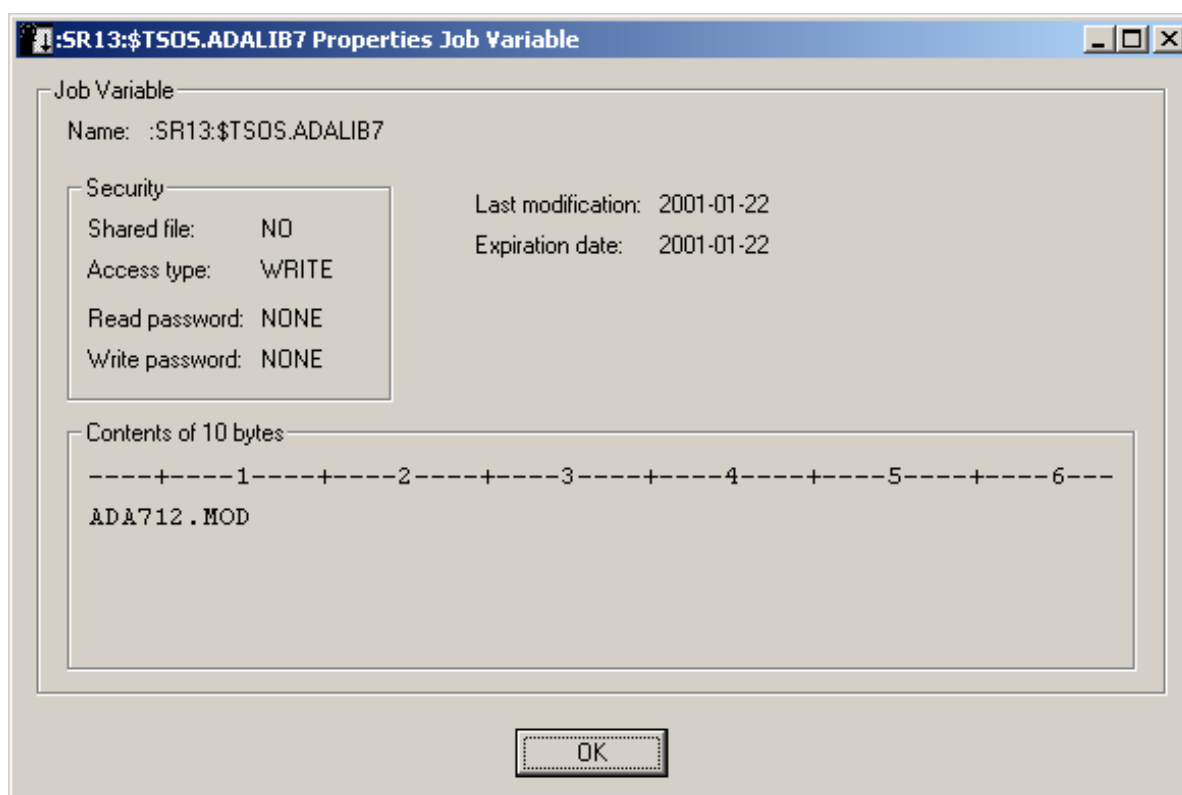 :SR13:$TSOS.ADALIB7 Properties Job Variable
Job Variable
Name: :SR13:$TSOS.ADALIB7
Security
Shared file: NO
Access type: WRITE
Read password: NONE
Write password: NONE
Last modification: 2001-01-22
Expiration date: 2001-01-22
Contents of 10 bytes
----+----1----+----2----+----3----+----4----+----5----+----6---
ADA712.MOD
OK